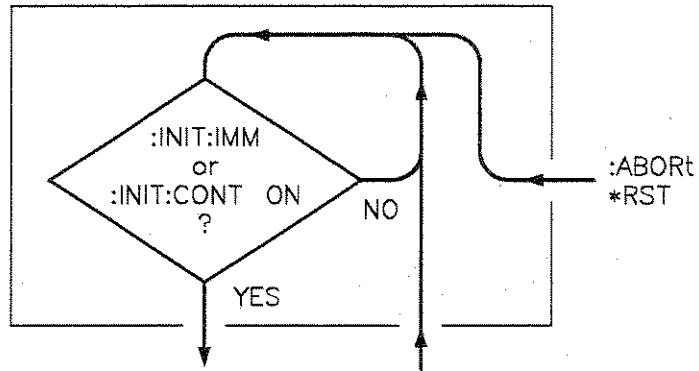 :INIT:IMM
or
:INIT:CONT ON
?
NO
YES
:ABORt
*RST